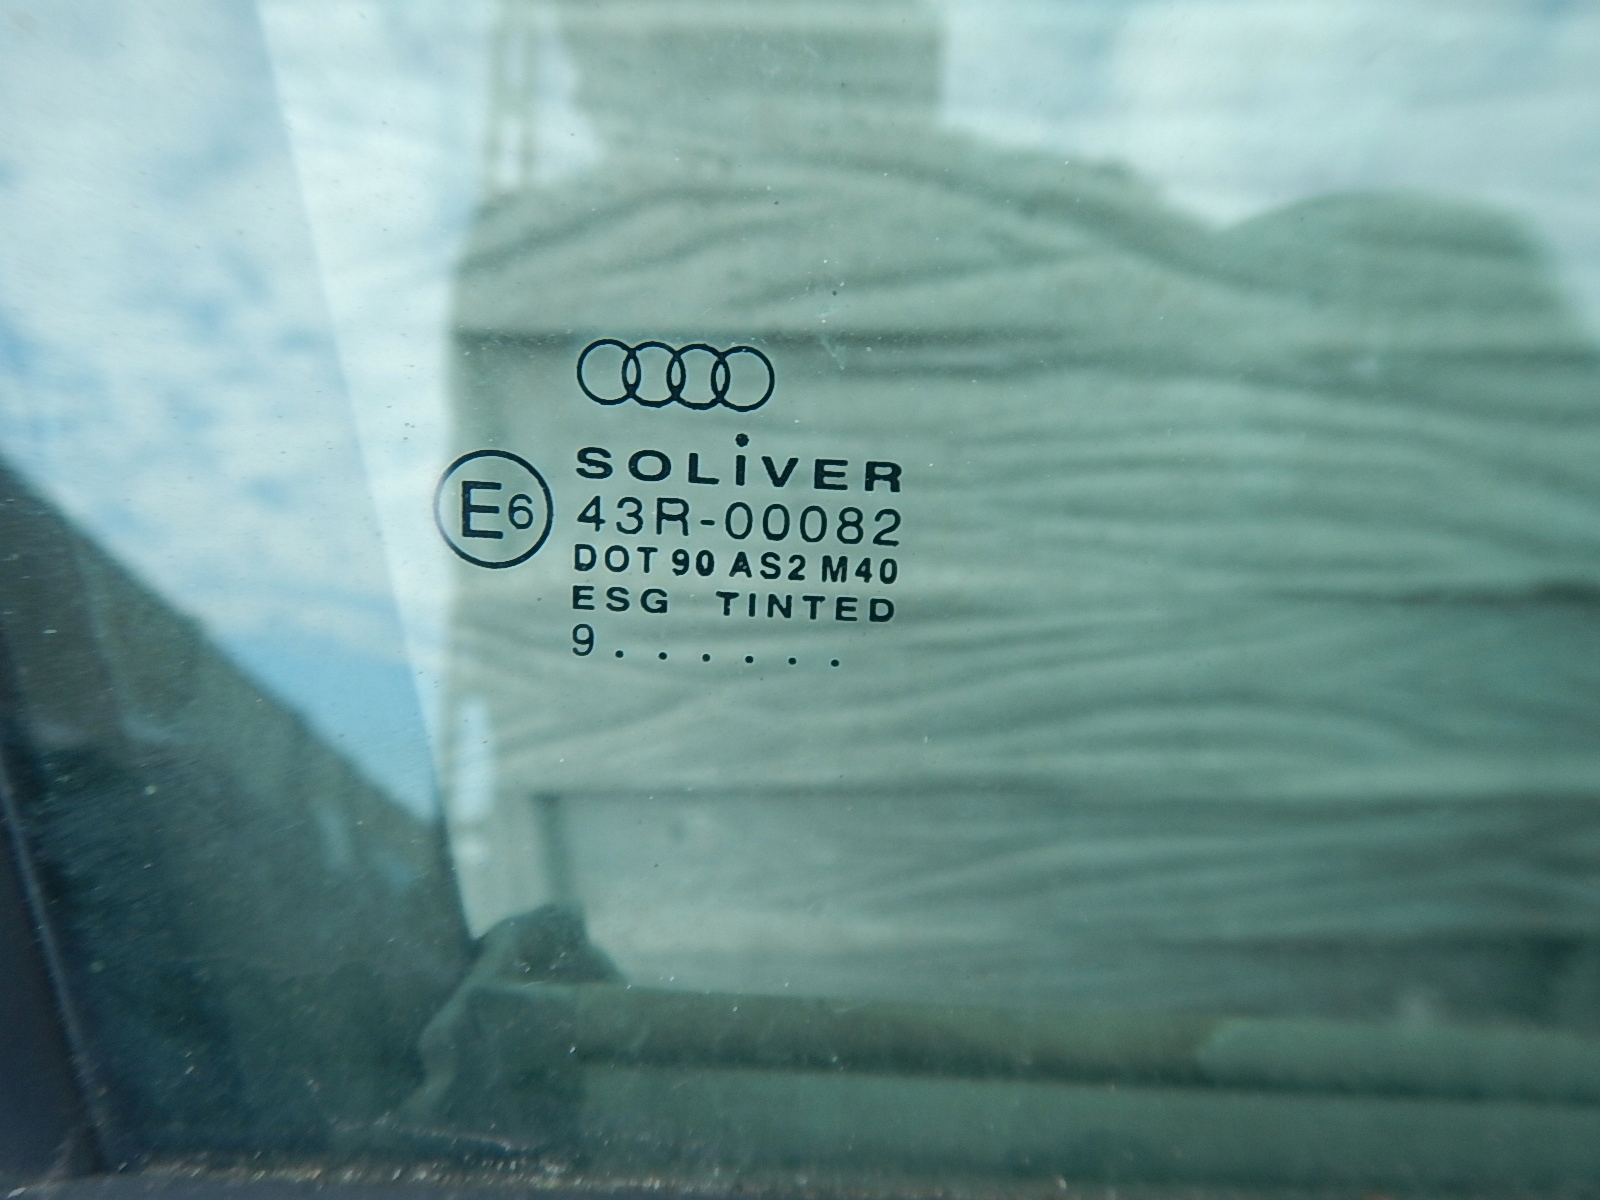 SOLiVER
E6
43R-00082
DOT 90 AS2 M40
ESG TINTED
9 . . . . . .